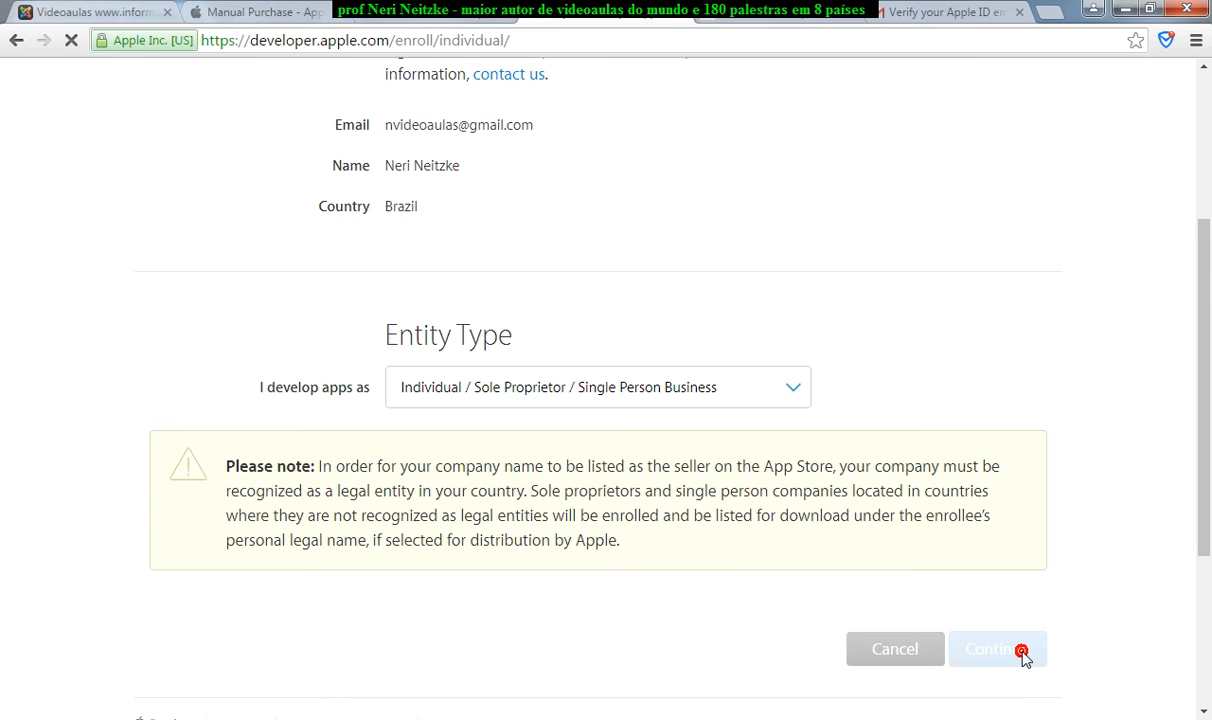 Videoaulas www.inform
Manual Purchase - App
prof Neri Neitzke - maior autor de videoaulas do mundo e 180 palestras em 8 países
Verify your Apple ID em
Apple Inc. [US] https://developer.apple.com/enroll/individual/
information, contact us.
Email nvideoaulas@gmail.com
Name Neri Neitzke
Country Brazil
Entity Type
I develop apps as Individual / Sole Proprietor / Single Person Business
Please note: In order for your company name to be listed as the seller on the App Store, your company must be
recognized as a legal entity in your country. Sole proprietors and single person companies located in countries
where they are not recognized as legal entities will be enrolled and be listed for download under the enrollee's
personal legal name, if selected for distribution by Apple.
Cancel Contin